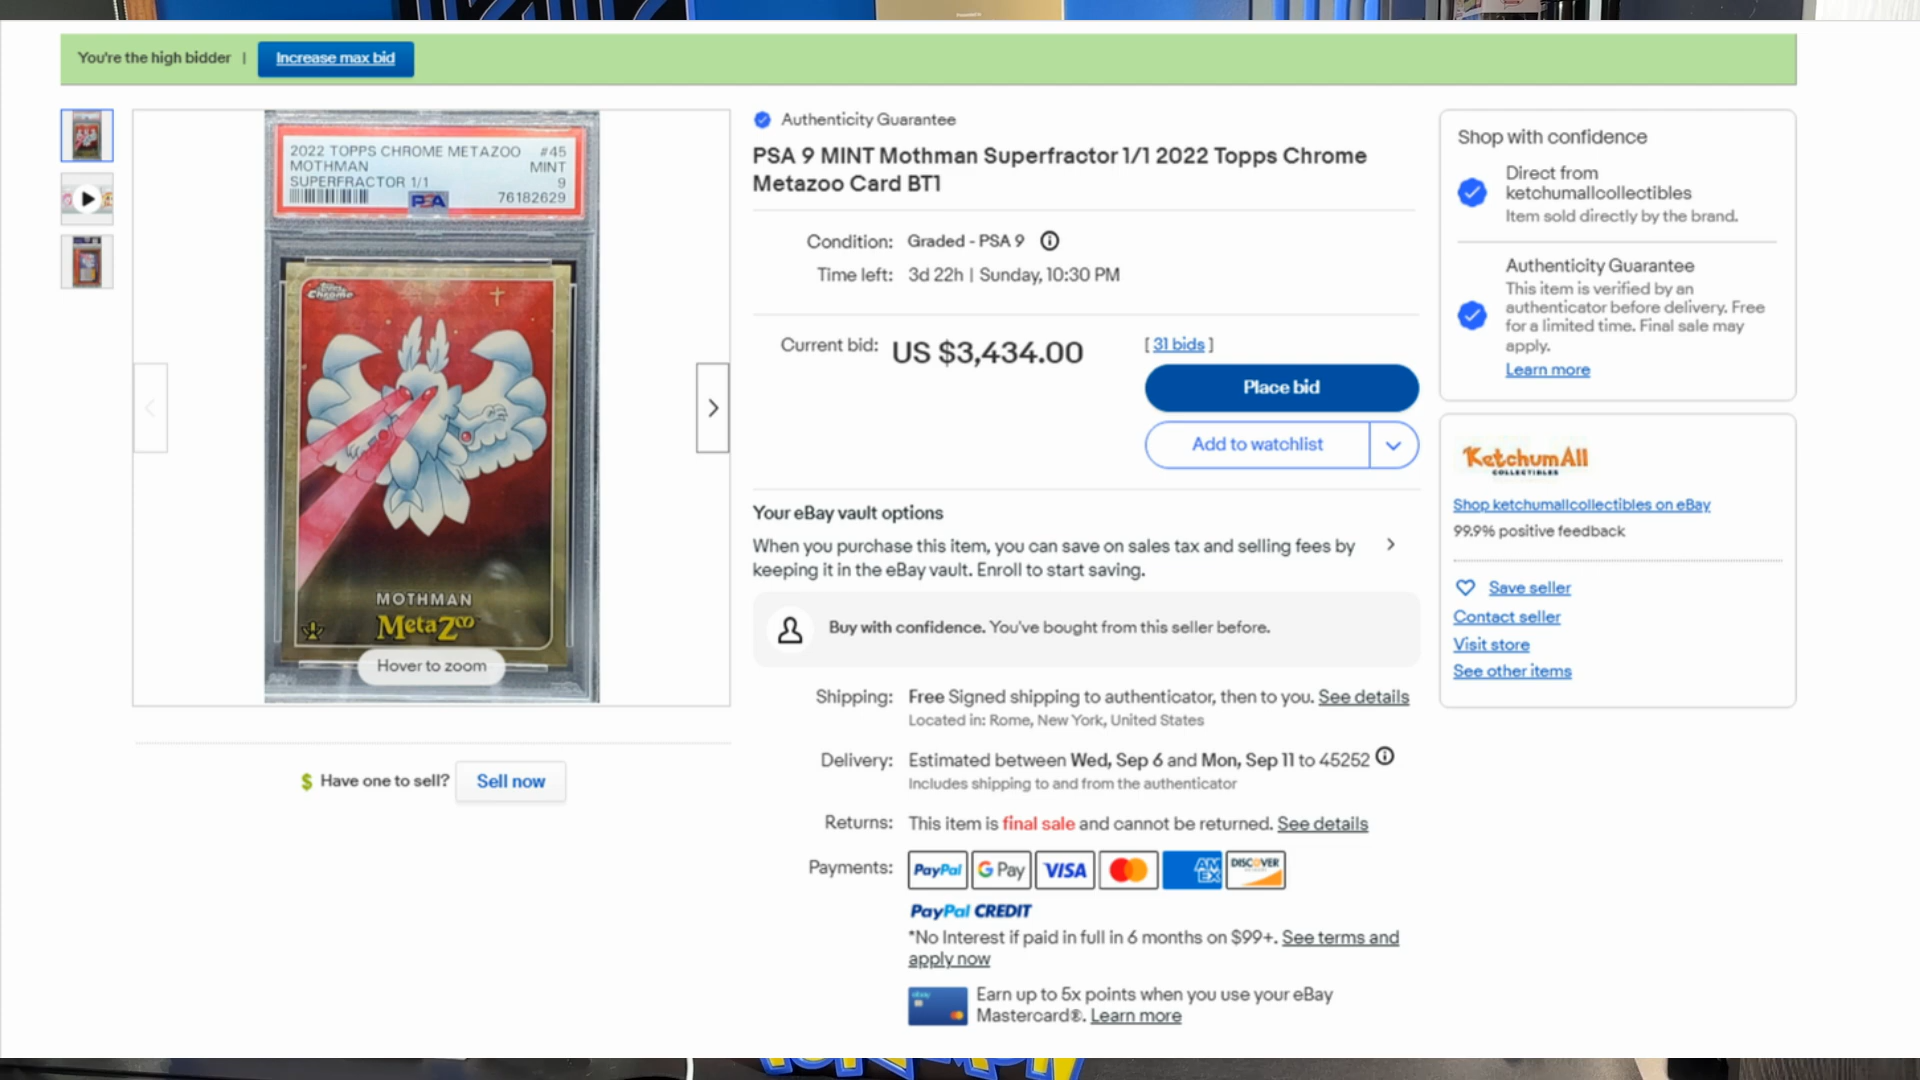 You're the high bidder | Increase max bid
2022 TOPPS CHROME METAZOO #45
MOTHMAN MINT
SUPERFRACTOR 1/1 9
PSA 76182629
Topps Chrome
MOTHMAN
MetaZoo
Hover to zoom
$ Have one to sell? Sell now
Authenticity Guarantee
PSA 9 MINT Mothman Superfractor 1/1 2022 Topps Chrome
Metazoo Card BT1
Condition: Graded - PSA 9
Time left: 3d 22h | Sunday, 10:30 PM
Current bid: US $3,434.00 [ 31 bids ]
Place bid
Add to watchlist
Your eBay vault options
When you purchase this item, you can save on sales tax and selling fees by
keeping it in the eBay vault. Enroll to start saving.
Buy with confidence. You've bought from this seller before.
Shipping: Free Signed shipping to authenticator, then to you. See details
Located in: Rome, New York, United States
Delivery: Estimated between Wed, Sep 6 and Mon, Sep 11 to 45252
Includes shipping to and from the authenticator
Returns: This item is final sale and cannot be returned. See details
Payments: PayPal G Pay VISA AM EX DISCOVER
PayPal CREDIT
*No Interest if paid in full in 6 months on $99+. See terms and
apply now
ebay
Earn up to 5x points when you use your eBay
Mastercard®. Learn more
Shop with confidence
Direct from
ketchumallcollectibles
Item sold directly by the brand.
Authenticity Guarantee
This item is verified by an
authenticator before delivery. Free
for a limited time. Final sale may
apply.
Learn more
KetchumAll
COLLECTIBLES
Shop ketchumallcollectibles on eBay
99.9% positive feedback
Save seller
Contact seller
Visit store
See other items